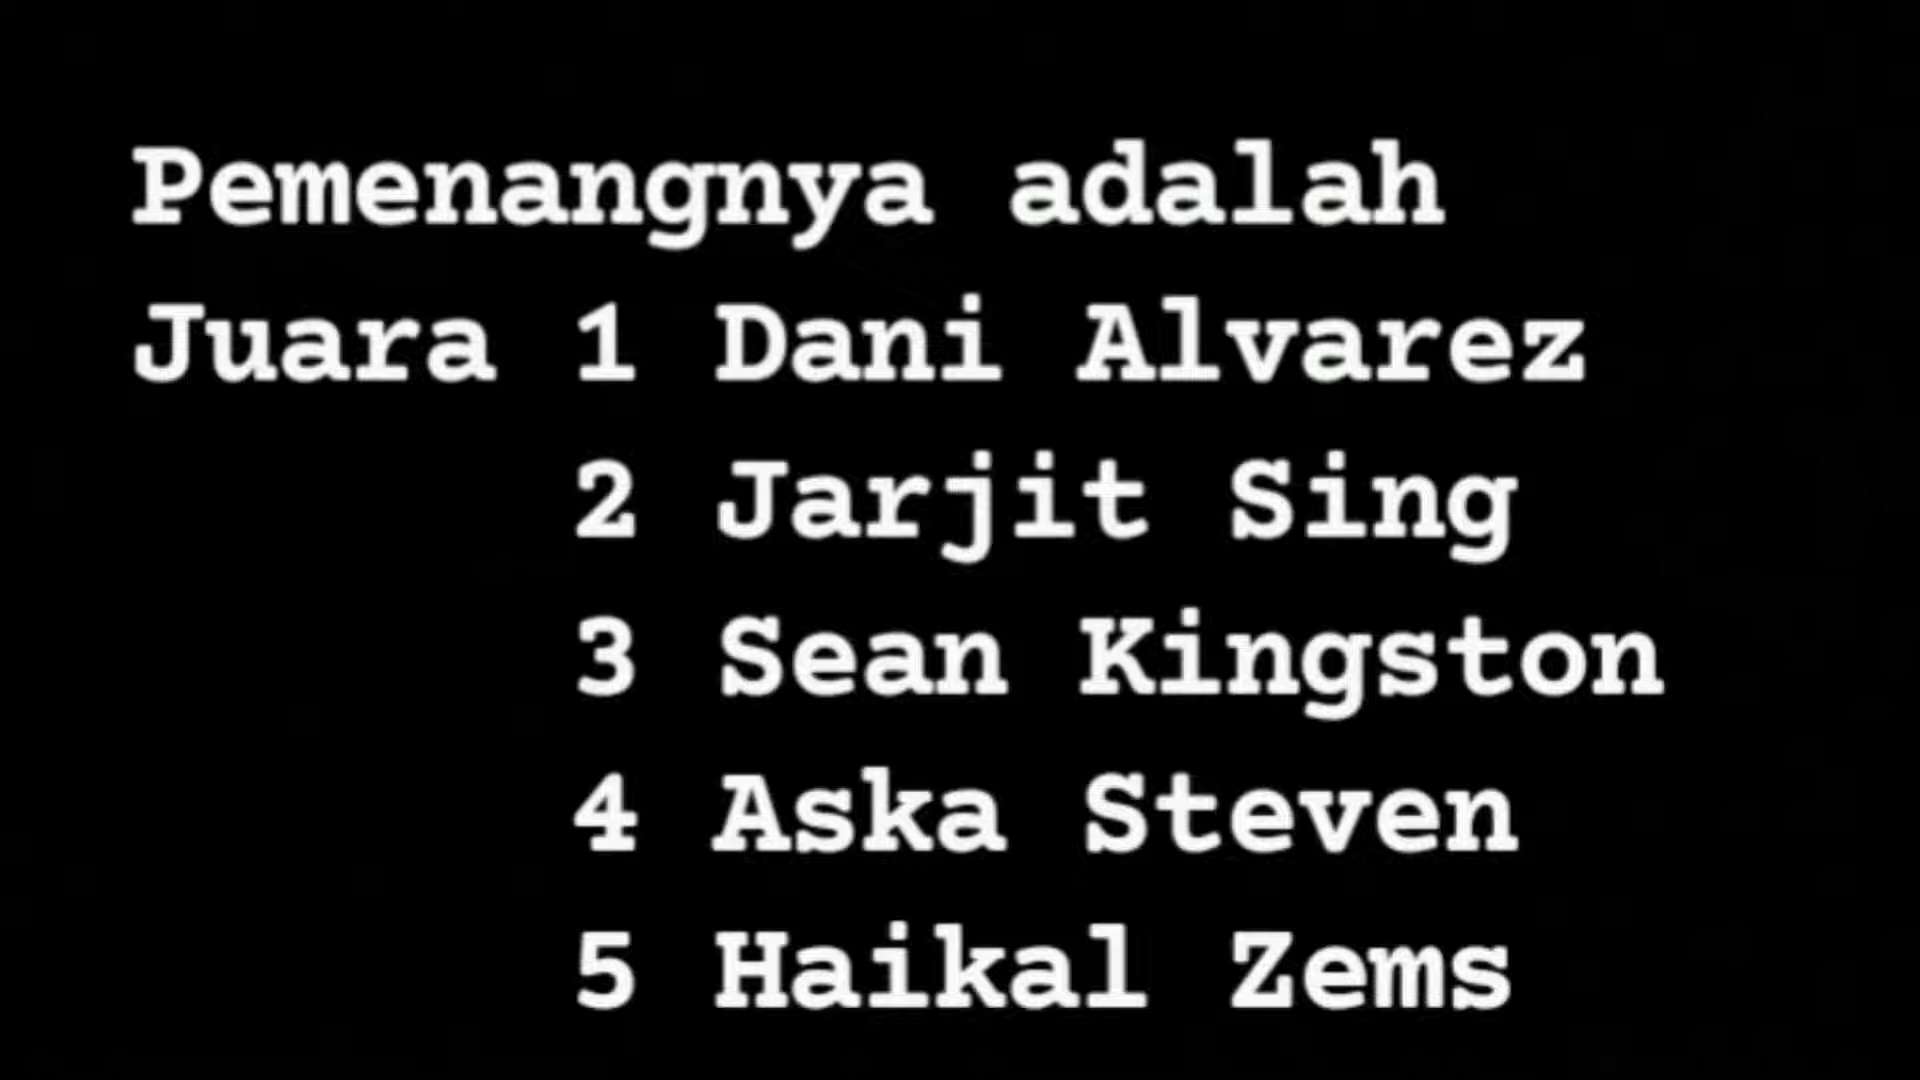 Pemenangnya adalah
Juara 1 Dani Alvarez
2 Jarjit Sing
3 Sean Kingston
4 Aska Steven
5 Haikal Zems